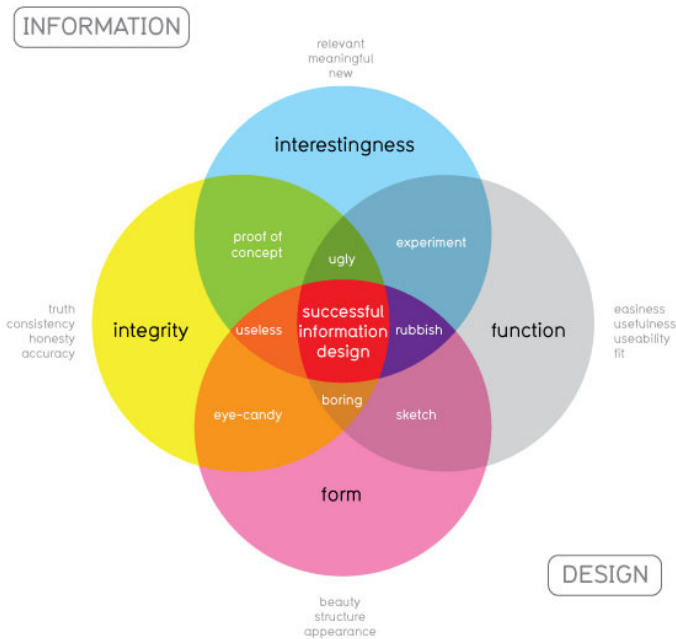 INFORMATION
relevant
meaningful
new
interestingness
proof of
concept
experiment
ugly
truth
consistency
honesty
accuracy
integrity
useless
successful
information
design
rubbish
function
easiness
usefulness
useability
fit
boring
eye-candy
sketch
form
DESIGN
beauty
structure
appearance